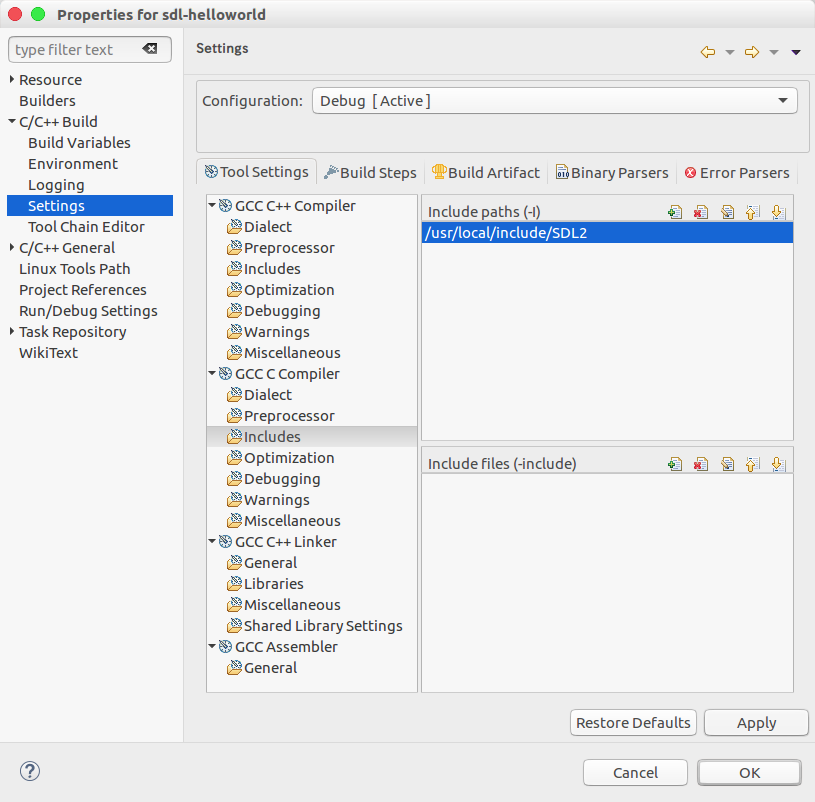 Properties for sdl-helloworld
type filter text
Resource
Builders
C/C++ Build
Build Variables
Environment
Logging
Settings
Tool Chain Editor
C/C++ General
Linux Tools Path
Project References
Run/Debug Settings
Task Repository
WikiText
Settings
Configuration: Debug [Active]
Tool Settings Build Steps Build Artifact Binary Parsers Error Parsers
GCC C++ Compiler
Dialect
Preprocessor
Includes
Optimization
Debugging
Warnings
Miscellaneous
GCC C Compiler
Dialect
Preprocessor
Includes
Optimization
Debugging
Warnings
Miscellaneous
GCC C++ Linker
General
Libraries
Miscellaneous
Shared Library Settings
GCC Assembler
General
Include paths (-I)
/usr/local/include/SDL2
Include files (-include)
Restore Defaults Apply
? Cancel OK